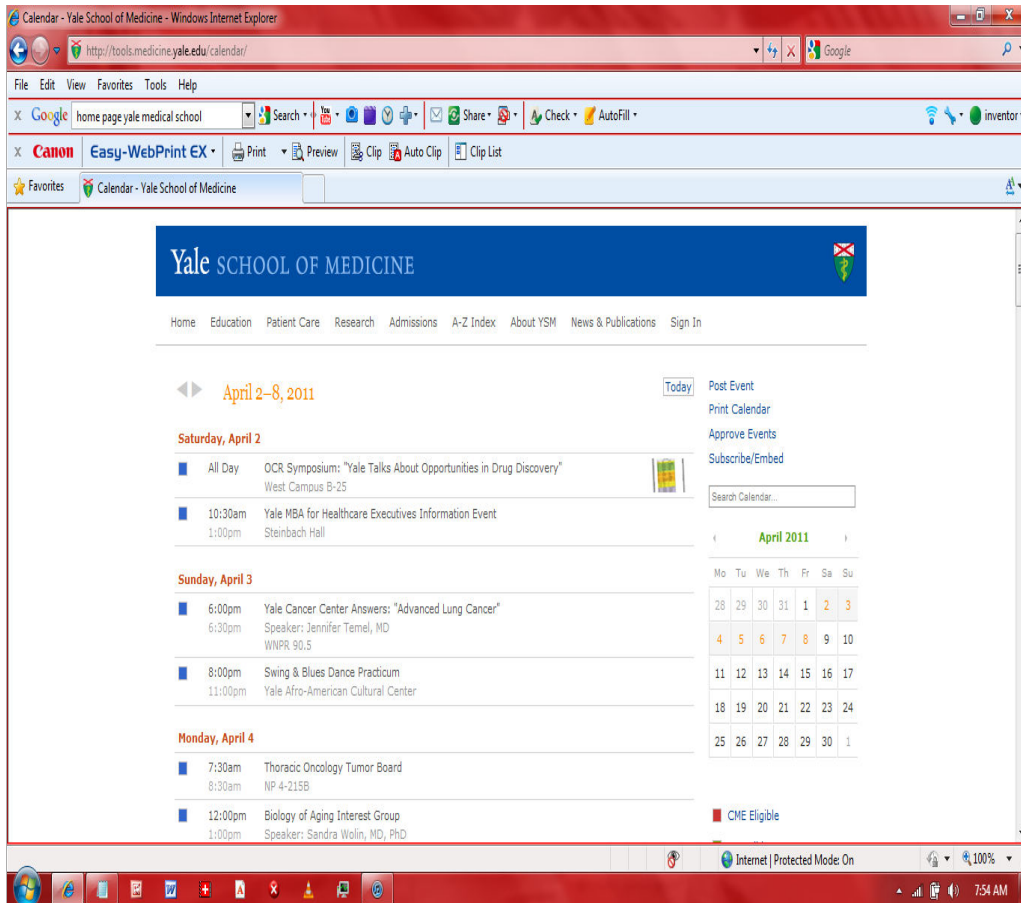 Calendar - Yale School of Medicine - Windows Internet Explorer
http://tools.medicine.yale.edu/calendar/
Google
File Edit View Favorites Tools Help
x Google home page yale medical school Search Share Check AutoFill inventor
x Canon Easy-WebPrint EX Print Preview Clip Auto Clip Clip List
Favorites Calendar - Yale School of Medicine
Yale SCHOOL OF MEDICINE
Home Education Patient Care Research Admissions A-Z Index About YSM News & Publications Sign In
April 2–8, 2011
Today
Saturday, April 2
All Day OCR Symposium: "Yale Talks About Opportunities in Drug Discovery"
West Campus B-25
10:30am Yale MBA for Healthcare Executives Information Event
1:00pm Steinbach Hall
Sunday, April 3
6:00pm Yale Cancer Center Answers: "Advanced Lung Cancer"
6:30pm Speaker: Jennifer Temel, MD
WNPR 90.5
8:00pm Swing & Blues Dance Practicum
11:00pm Yale Afro-American Cultural Center
Monday, April 4
7:30am Thoracic Oncology Tumor Board
8:30am NP 4-215B
12:00pm Biology of Aging Interest Group
1:00pm Speaker: Sandra Wolin, MD, PhD
Post Event
Print Calendar
Approve Events
Subscribe/Embed
Search Calendar...
April 2011
Mo Tu We Th Fr Sa Su
28 29 30 31 1 2 3
4 5 6 7 8 9 10
11 12 13 14 15 16 17
18 19 20 21 22 23 24
25 26 27 28 29 30 1
CME Eligible
Internet | Protected Mode: On
100%
7:54 AM